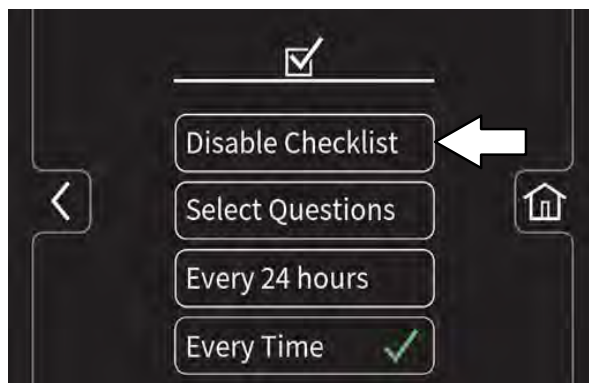 Disable Checklist
Select Questions
Every 24 hours
Every Time